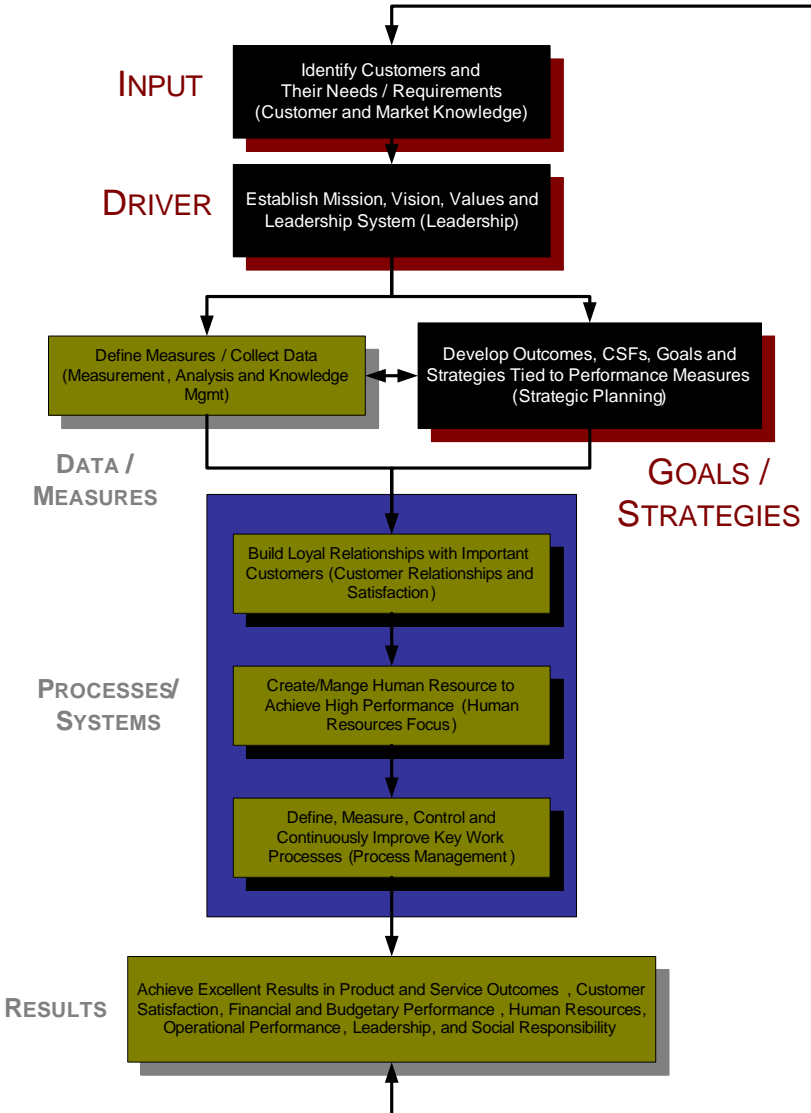 INPUT
Identify Customers and
Their Needs / Requirements
(Customer and Market Knowledge)
DRIVER
Establish Mission, Vision, Values and
Leadership System (Leadership)
Define Measures / Collect Data
(Measurement, Analysis and Knowledge
Mgmt)
Develop Outcomes, CSFs, Goals and
Strategies Tied to Performance Measures
(Strategic Planning)
DATA /
MEASURES
GOALS /
STRATEGIES
Build Loyal Relationships with Important
Customers (Customer Relationships and
Satisfaction)
PROCESSES/
SYSTEMS
Create/Mange Human Resource to
Achieve High Performance (Human
Resources Focus)
Define, Measure, Control and
Continuously Improve Key Work
Processes (Process Management)
RESULTS
Achieve Excellent Results in Product and Service Outcomes , Customer
Satisfaction, Financial and Budgetary Performance , Human Resources,
Operational Performance, Leadership, and Social Responsibility